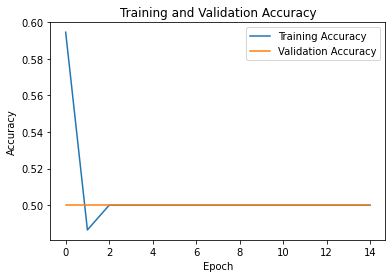 Training and Validation Accuracy
0.60
0.58
0.56
0.54
0.52
0.50
Accuracy
Training Accuracy
Validation Accuracy
0 2 4 6 8 10 12 14
Epoch